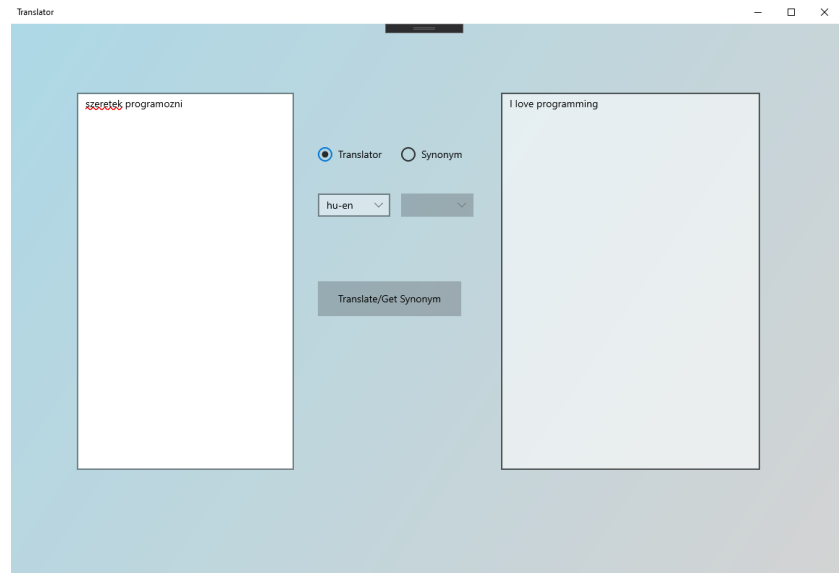 Translator
szeretek programozni
Translator
Synonym
hu-en
Translate/Get Synonym
I love programming